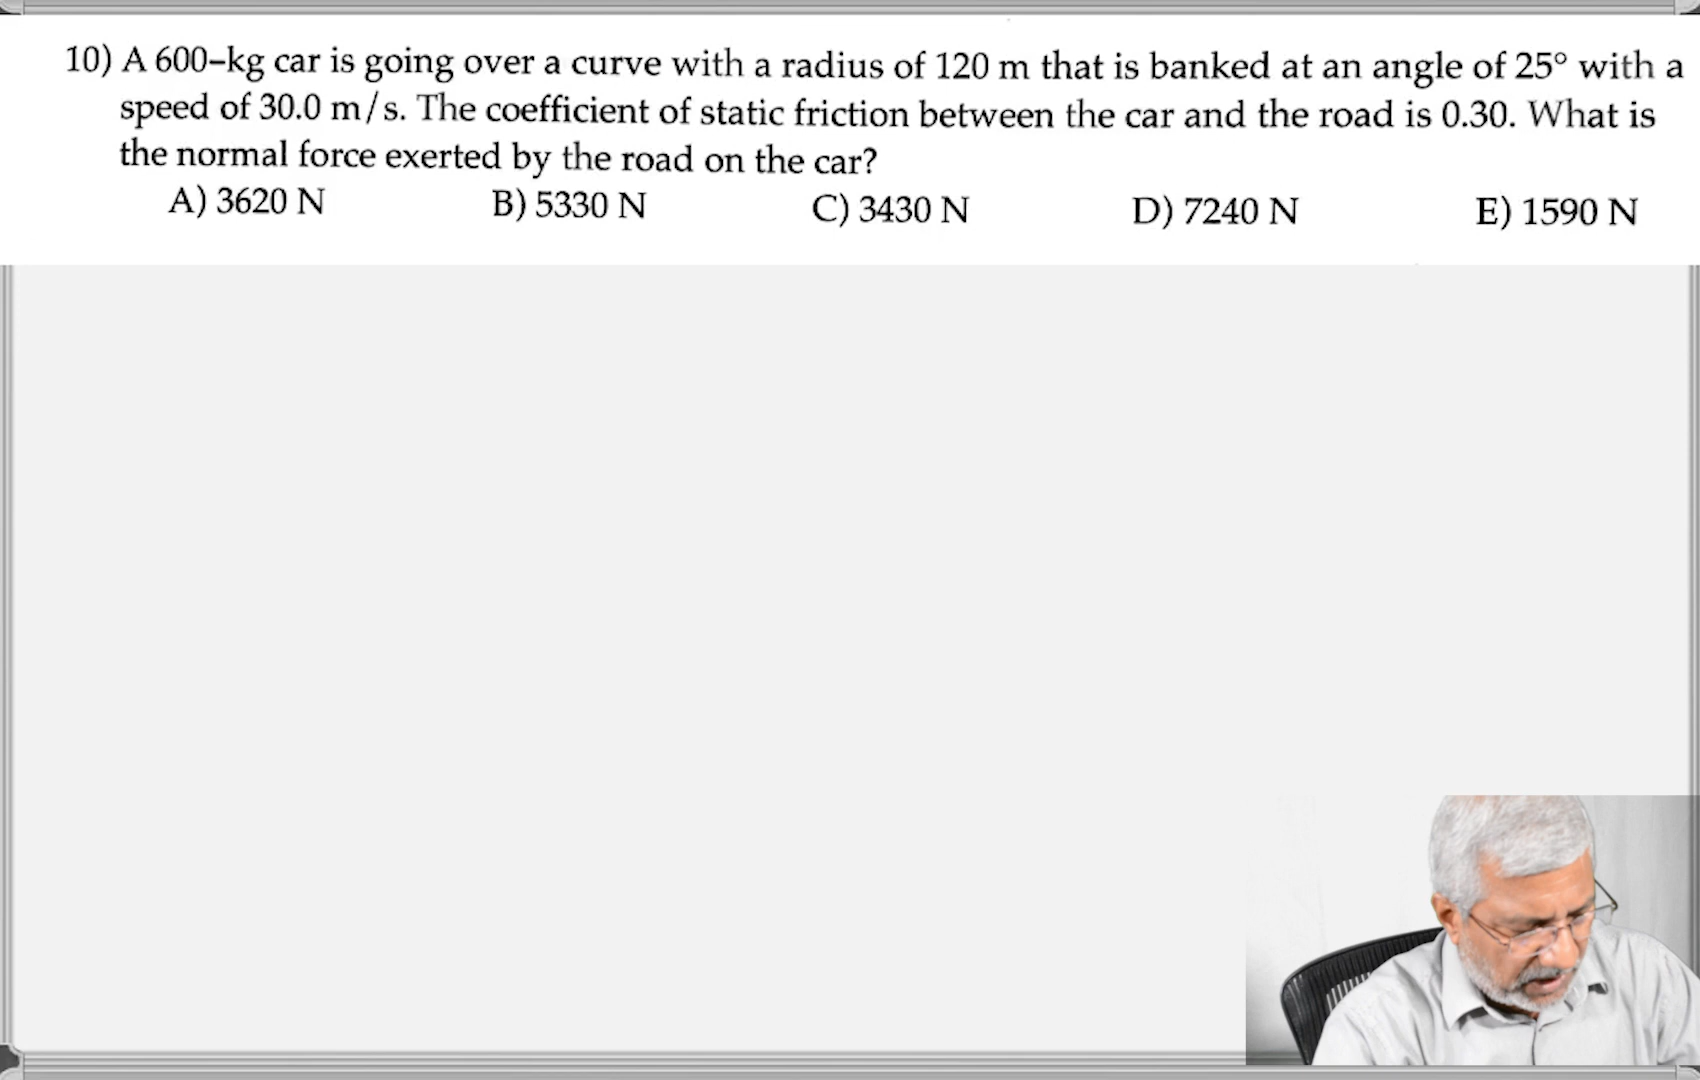 10) A 600–kg car is going over a curve with a radius of 120 m that is banked at an angle of 25° with a
speed of 30.0 m/s. The coefficient of static friction between the car and the road is 0.30. What is
the normal force exerted by the road on the car?
A) 3620 N B) 5330 N C) 3430 N D) 7240 N E) 1590 N